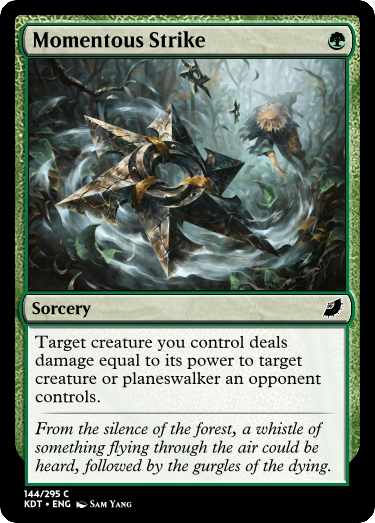 Momentous Strike
Sorcery
Target creature you control deals
damage equal to its power to target
creature or planeswalker an opponent
controls.
From the silence of the forest, a whistle of
something flying through the air could be
heard, followed by the gurgles of the dying.
144/295 C
KDT • ENG Sam Yang